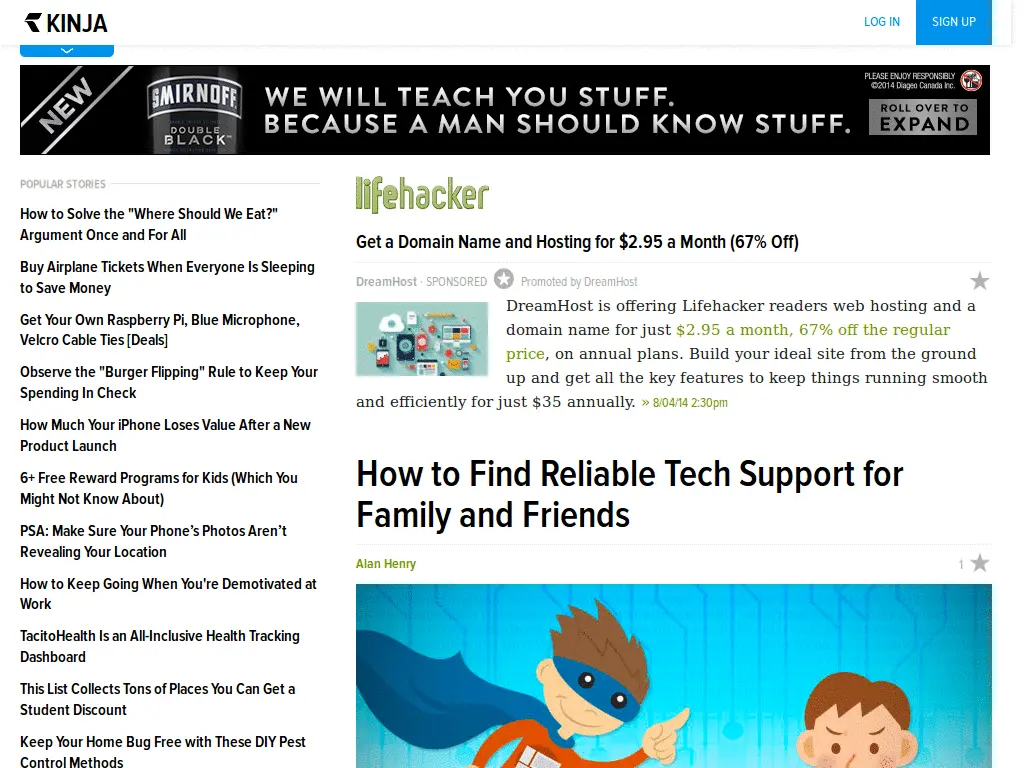 KINJA
LOG IN
SIGN UP
NEW
SMIRNOFF
DOUBLE
BLACK™
WE WILL TEACH YOU STUFF.
BECAUSE A MAN SHOULD KNOW STUFF.
PLEASE ENJOY RESPONSIBLY
©2014 Diageo Canada Inc.
ROLL OVER TO
EXPAND
POPULAR STORIES
How to Solve the "Where Should We Eat?"
Argument Once and For All
Buy Airplane Tickets When Everyone Is Sleeping
to Save Money
Get Your Own Raspberry Pi, Blue Microphone,
Velcro Cable Ties [Deals]
Observe the "Burger Flipping" Rule to Keep Your
Spending In Check
How Much Your iPhone Loses Value After a New
Product Launch
6+ Free Reward Programs for Kids (Which You
Might Not Know About)
PSA: Make Sure Your Phone’s Photos Aren’t
Revealing Your Location
How to Keep Going When You're Demotivated at
Work
TacitoHealth Is an All-Inclusive Health Tracking
Dashboard
This List Collects Tons of Places You Can Get a
Student Discount
Keep Your Home Bug Free with These DIY Pest
Control Methods
lifehacker
Get a Domain Name and Hosting for $2.95 a Month (67% Off)
DreamHost · SPONSORED Promoted by DreamHost
DreamHost is offering Lifehacker readers web hosting and a
domain name for just $2.95 a month, 67% off the regular
price, on annual plans. Build your ideal site from the ground
up and get all the key features to keep things running smooth
and efficiently for just $35 annually. » 8/04/14 2:30pm
How to Find Reliable Tech Support for
Family and Friends
Alan Henry
1